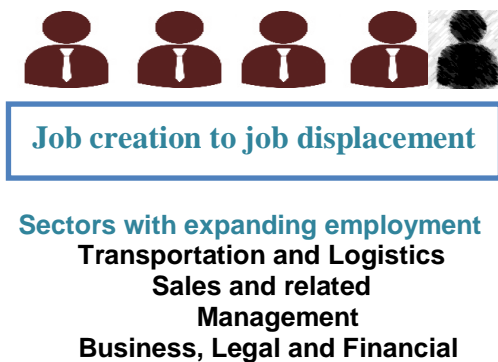 Job creation to job displacement
Sectors with expanding employment
Transportation and Logistics
Sales and related
Management
Business, Legal and Financial